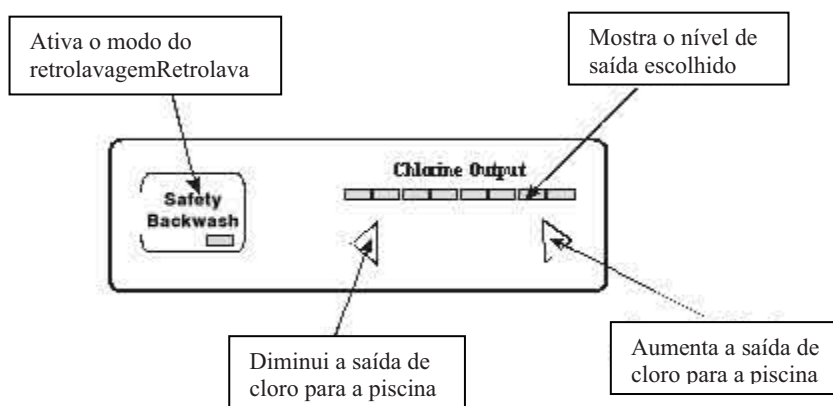 Ativa o modo do
retrolavagemRetrolava
Mostra o nível de
saída escolhido
Chlorine Output
Safety
Backwash
Diminui a saída de
cloro para a piscina
Aumenta a saída de
cloro para a piscina